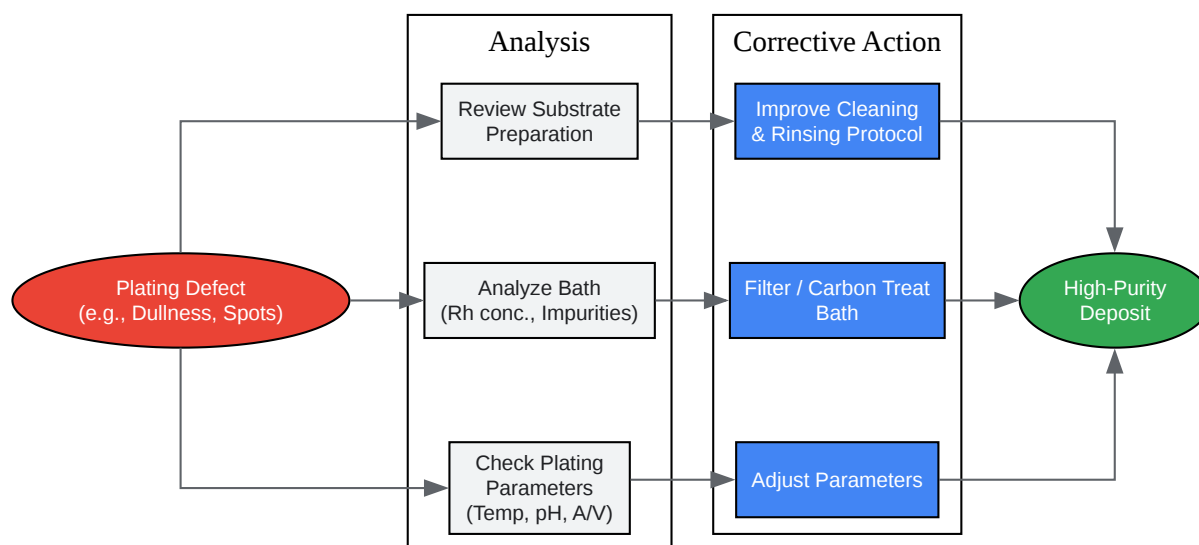 Analysis
Corrective Action
Review Substrate
Preparation
Improve Cleaning
& Rinsing Protocol
Plating Defect
(e.g., Dullness, Spots)
Analyze Bath
(Rh conc., Impurities)
Filter / Carbon Treat
Bath
High-Purity
Deposit
Check Plating
Parameters
(Temp, pH, A/V)
Adjust Parameters